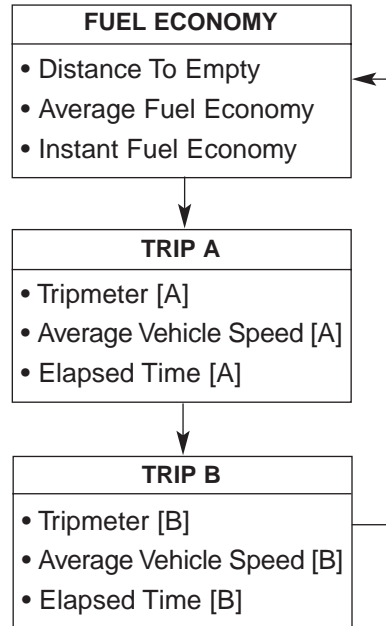 FUEL ECONOMY
• Distance To Empty
• Average Fuel Economy
• Instant Fuel Economy
TRIP A
• Tripmeter [A]
• Average Vehicle Speed [A]
• Elapsed Time [A]
TRIP B
• Tripmeter [B]
• Average Vehicle Speed [B]
• Elapsed Time [B]